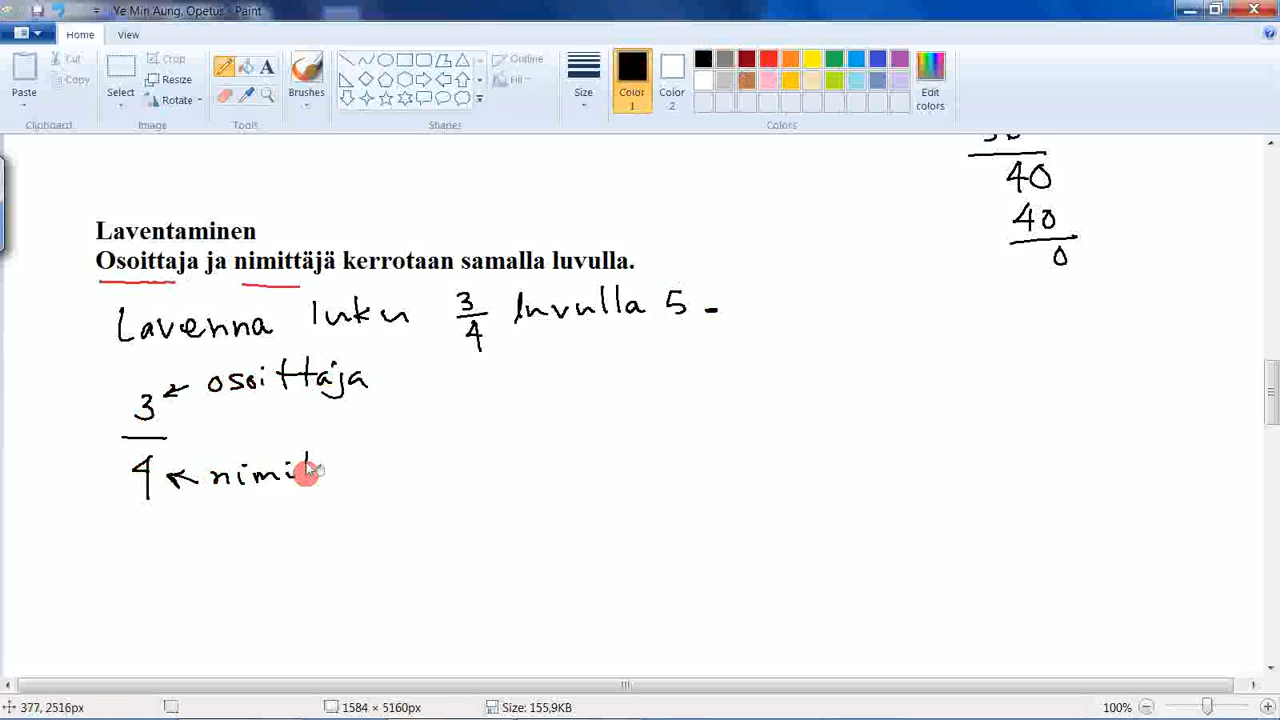 Ye Min Aung, Opetus - Paint
Home View
Paste
Cut
Copy
Clipboard
Select
Crop
Resize
Rotate
Image
Tools
Brushes
Shapes
Outline
Fill
Size
Color 1
Color 2
Edit colors
Colors
40
40
0
Laventaminen
Osoittaja ja nimittäjä kerrotaan samalla luvulla.
Lavenna luku 3/4 luvulla 5 -
3 ← osoittaja
4 ← nimit
377, 2516px
1584 × 5160px
Size: 155,9KB
100%